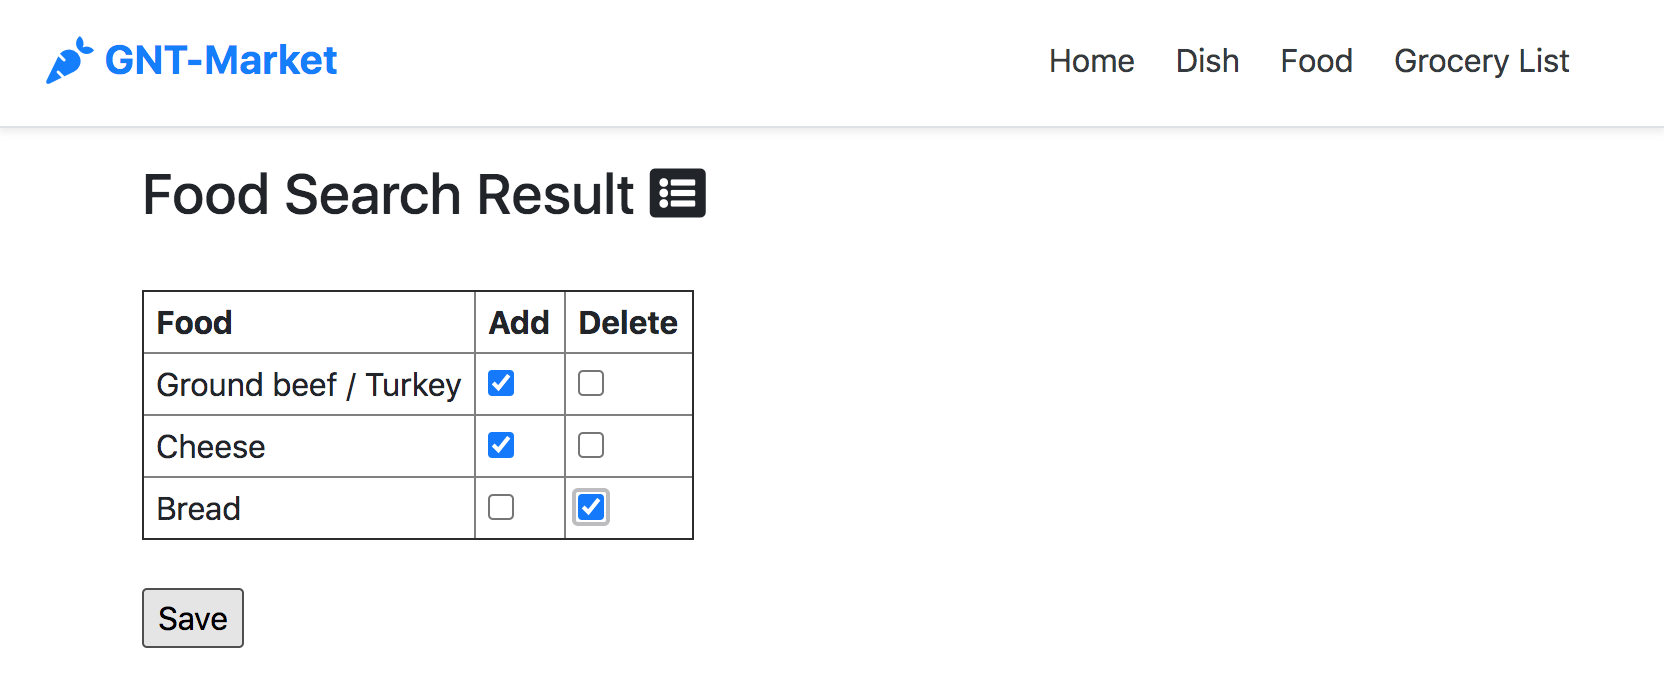 GNT-Market Home Dish Food Grocery List
Food Search Result
Food Add Delete
Ground beef / Turkey
Cheese
Bread
Save